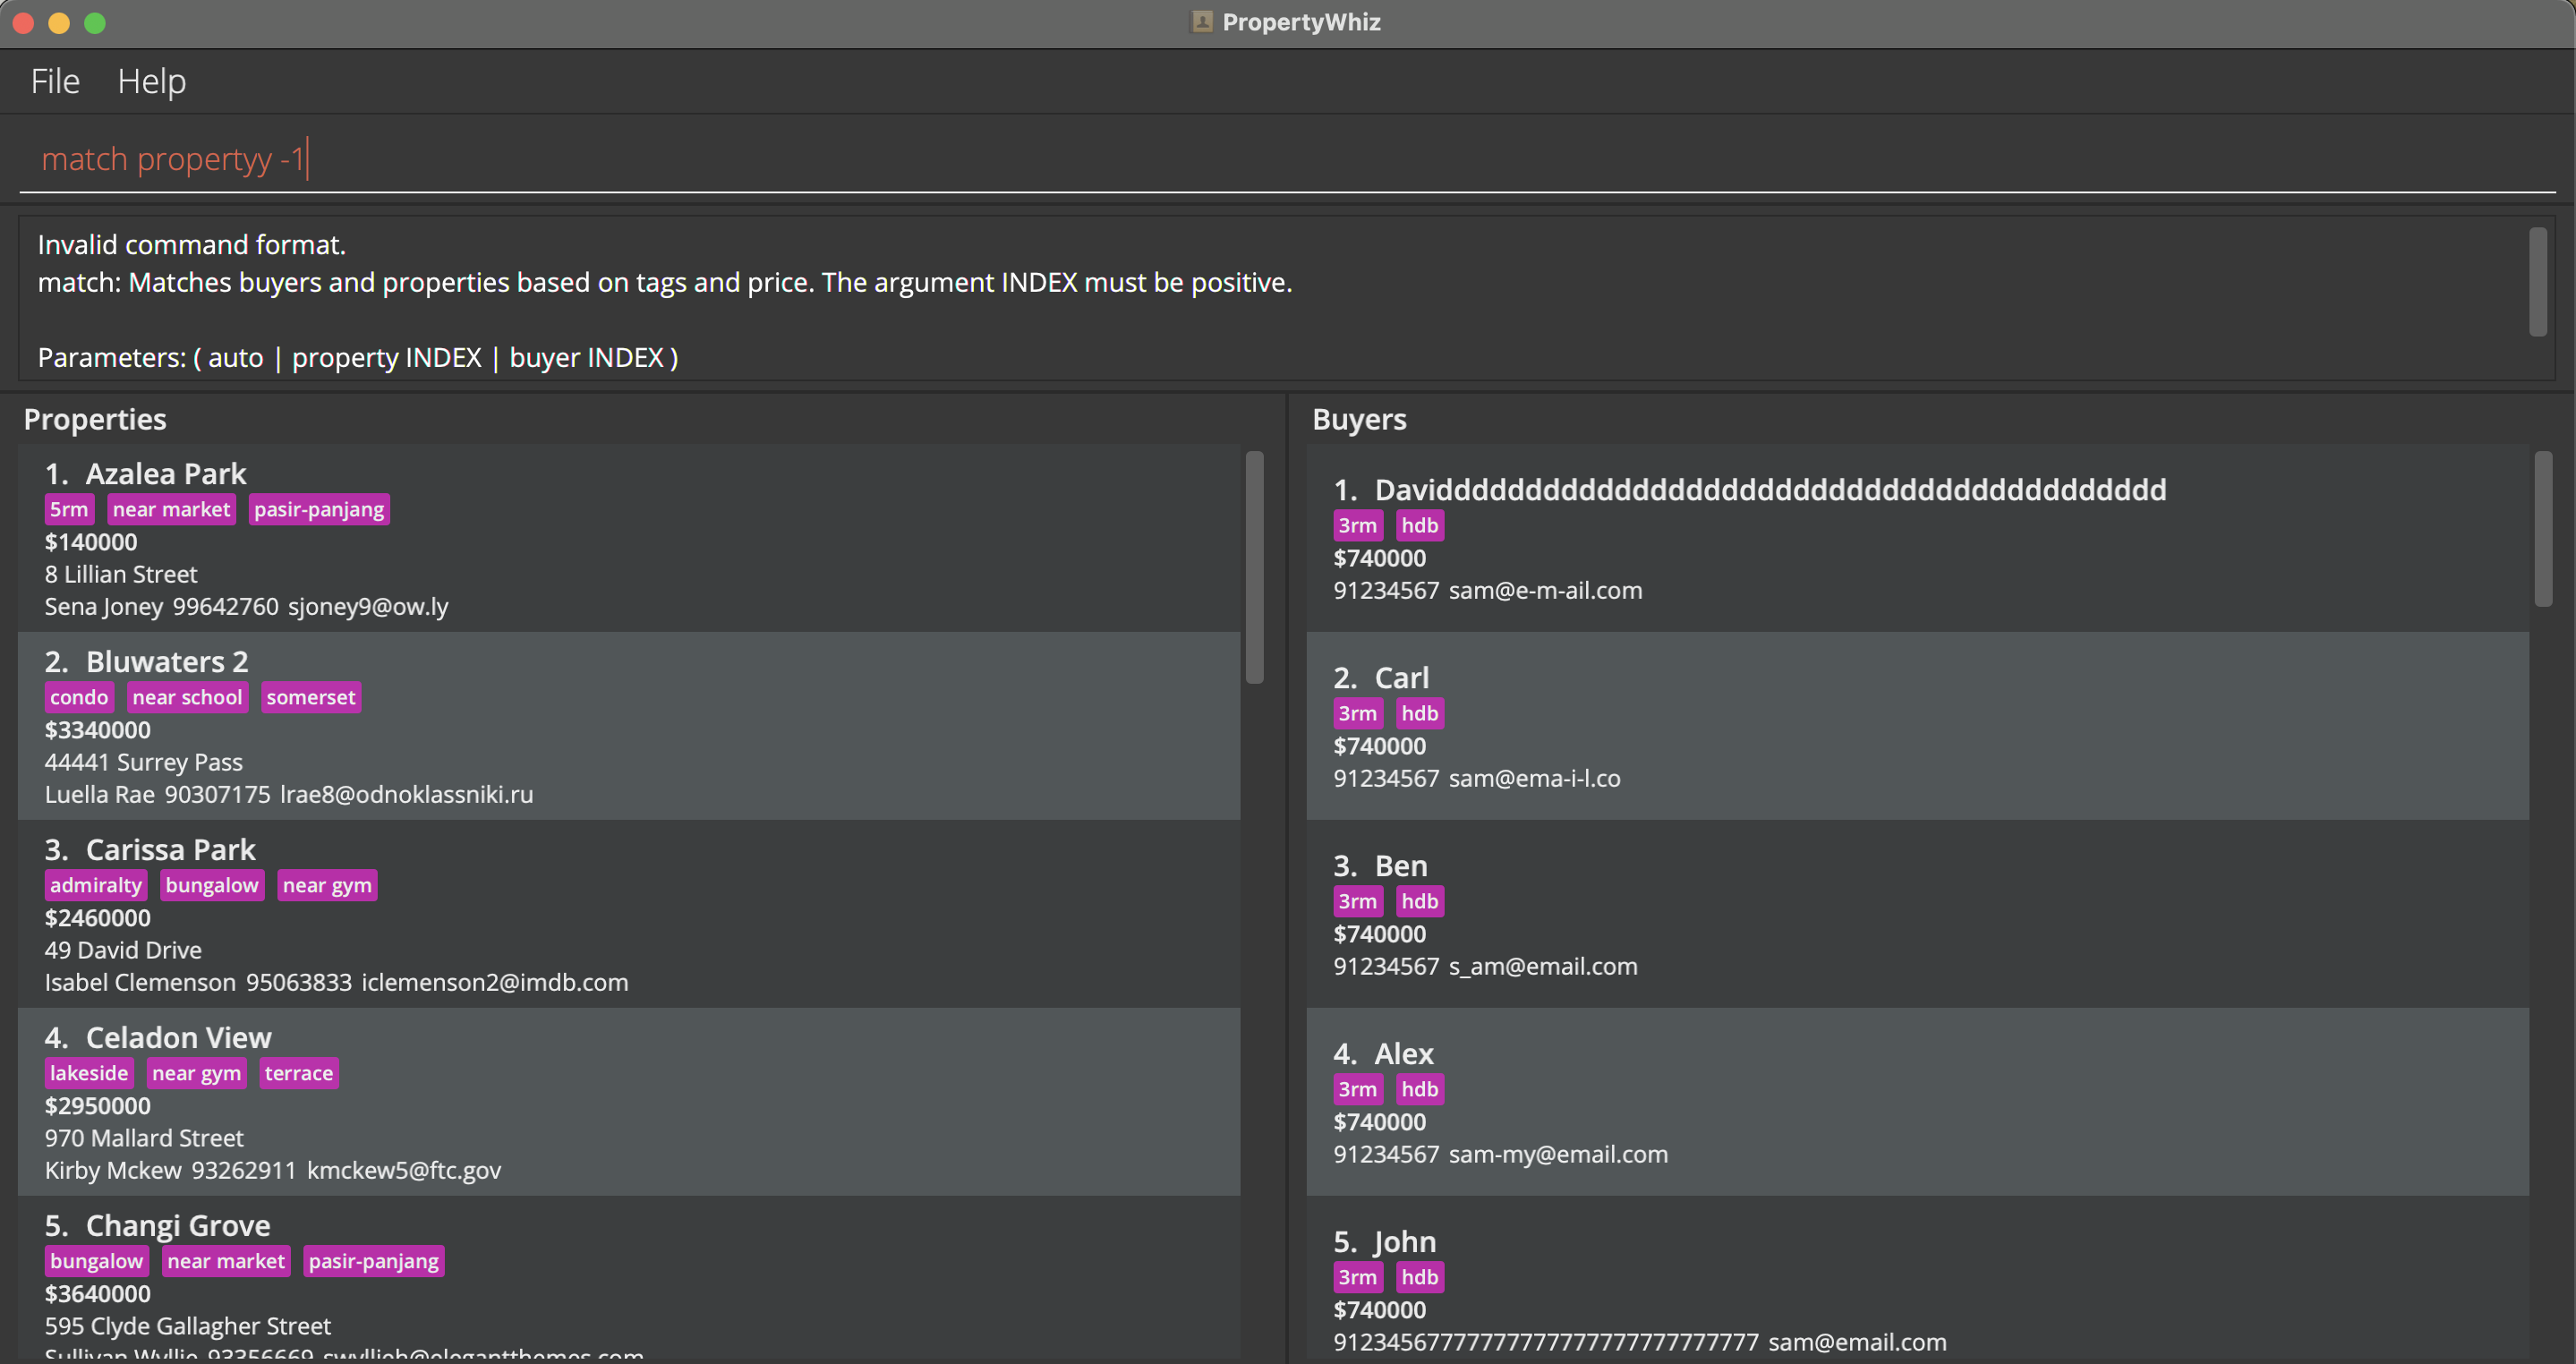 PropertyWhiz
File Help
match propertyy -1
Invalid command format.
match: Matches buyers and properties based on tags and price. The argument INDEX must be positive.
Parameters: ( auto | property INDEX | buyer INDEX )
Properties
1. Azalea Park
5rm near market pasir-panjang
$140000
8 Lillian Street
Sena Joney 99642760 sjoney9@ow.ly
2. Bluwaters 2
condo near school somerset
$3340000
44441 Surrey Pass
Luella Rae 90307175 lrae8@odnoklassniki.ru
3. Carissa Park
admiralty bungalow near gym
$2460000
49 David Drive
Isabel Clemenson 95063833 iclemenson2@imdb.com
4. Celadon View
lakeside near gym terrace
$2950000
970 Mallard Street
Kirby Mckew 93262911 kmckew5@ftc.gov
5. Changi Grove
bungalow near market pasir-panjang
$3640000
595 Clyde Gallagher Street
Sullivan Wyllie 93356669 swyllieh@elegantthemes.com
Buyers
1. Daviddddddddddddddddddddddddddddddddddddddddd
3rm hdb
$740000
91234567 sam@e-m-ail.com
2. Carl
3rm hdb
$740000
91234567 sam@ema-i-l.co
3. Ben
3rm hdb
$740000
91234567 s_am@email.com
4. Alex
3rm hdb
$740000
91234567 sam-my@email.com
5. John
3rm hdb
$740000
sam@email.com